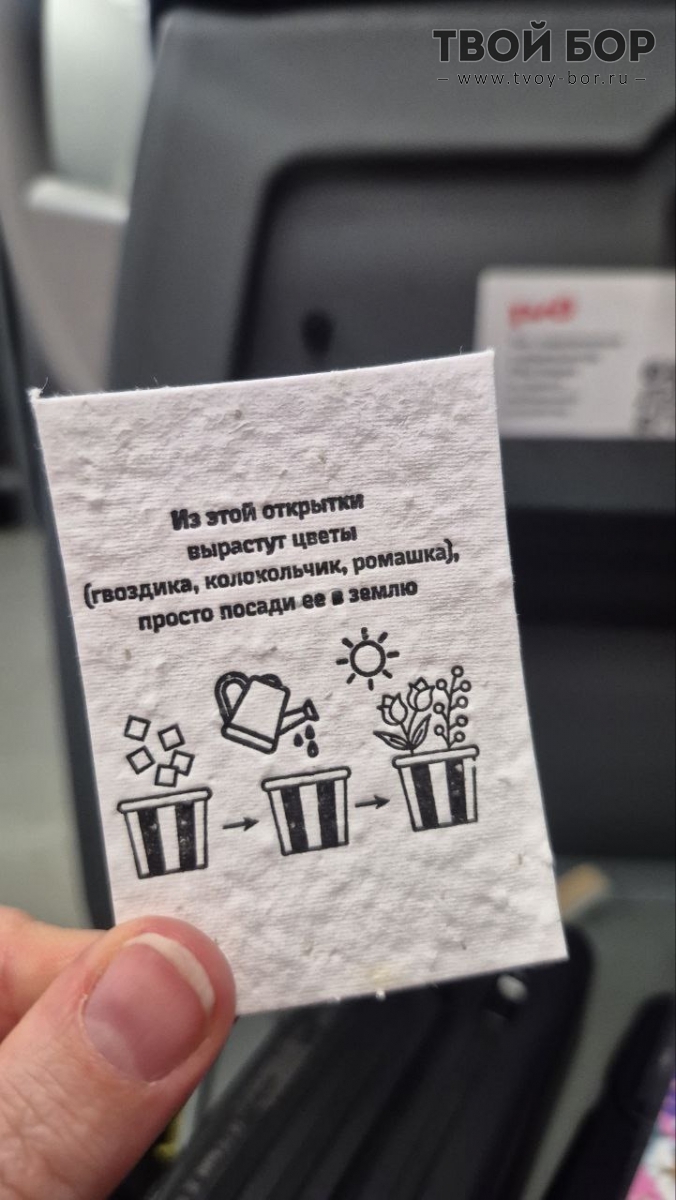 ТВОЙ БОР
www.tvoy-bor.ru
Из этой открытки
вырастут цветы
(гвоздика, колокольчик, ромашка),
просто посади ее в землю